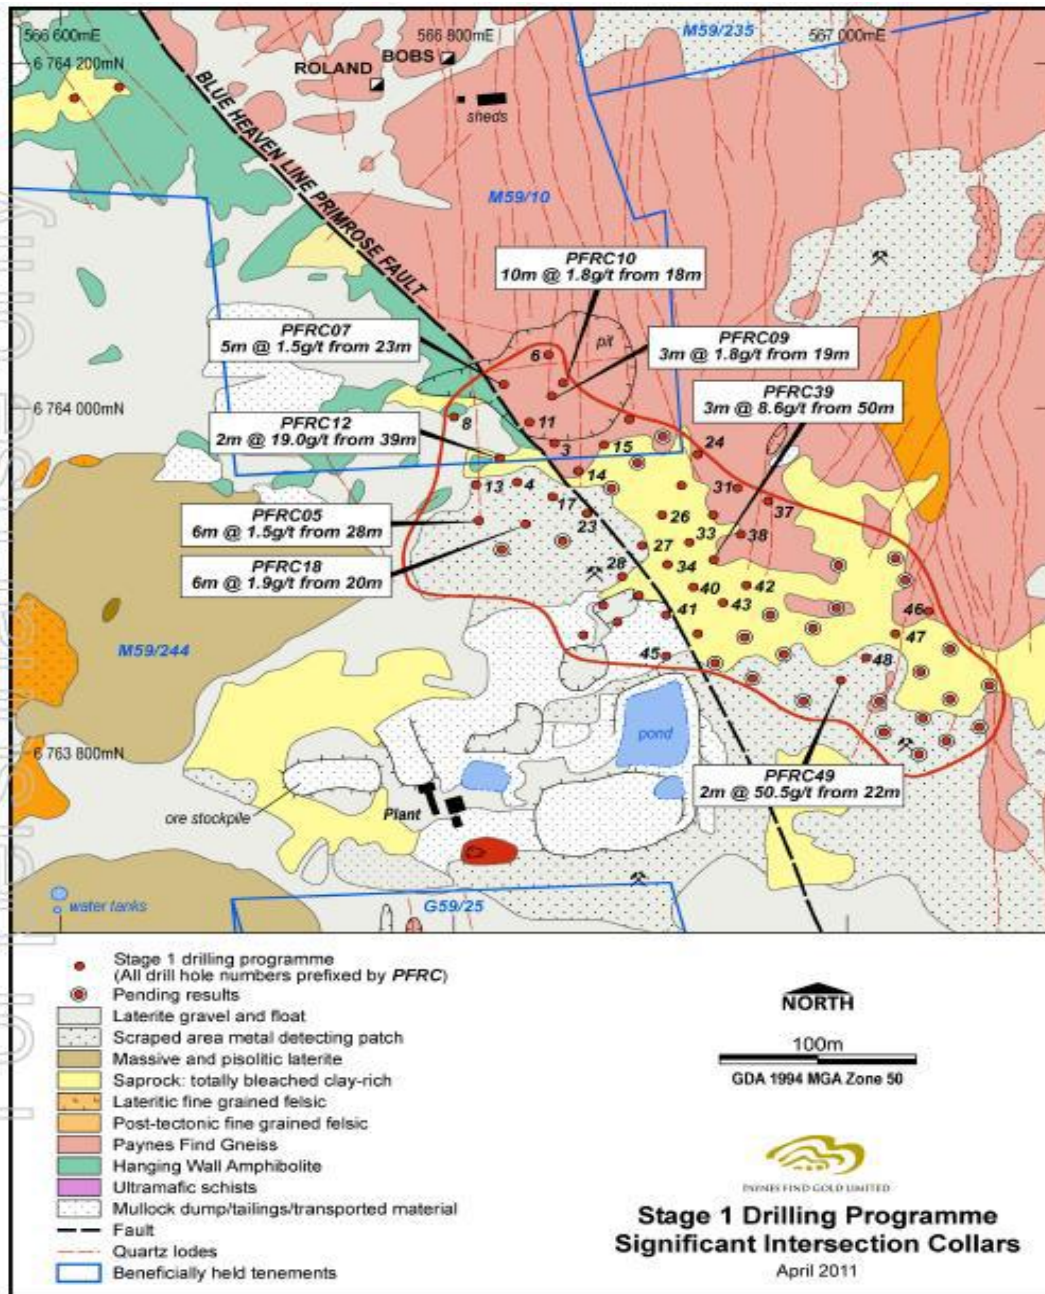 566 600mE
566 800mE
M59/235
567 000mE
BOBS
ROLAND
6 764 200mN
sheds
BLUE HEAVEN LINE PRIMROSE FAULT
M59/10
PFRC10
10m @ 1.8g/t from 18m
PFRC07
5m @ 1.5g/t from 23m
PFRC09
3m @ 1.8g/t from 19m
pit
6
PFRC39
3m @ 8.6g/t from 50m
6 764 000mN
PFRC12
2m @ 19.0g/t from 39m
8
11
3
15
24
14
13
4
17
31
37
PFRC05
6m @ 1.5g/t from 28m
23
26
33
38
PFRC18
6m @ 1.9g/t from 20m
27
34
28
40
42
43
41
46
47
M59/244
45
48
6 763 800mN
pond
PFRC49
2m @ 50.5g/t from 22m
ore stockpile
Plant
water tanks
G59/25
Stage 1 drilling programme
(All drill hole numbers prefixed by PFRC)
Pending results
Laterite gravel and float
Scraped area metal detecting patch
Massive and pisolitic laterite
Saprock: totally bleached clay-rich
Lateritic fine grained felsic
Post-tectonic fine grained felsic
Paynes Find Gneiss
Hanging Wall Amphibolite
Ultramafic schists
Mullock dump/tailings/transported material
Fault
Quartz lodes
Beneficially held tenements
NORTH
100m
GDA 1994 MGA Zone 50
PAYNES FIND GOLD LIMITED
Stage 1 Drilling Programme
Significant Intersection Collars
April 2011